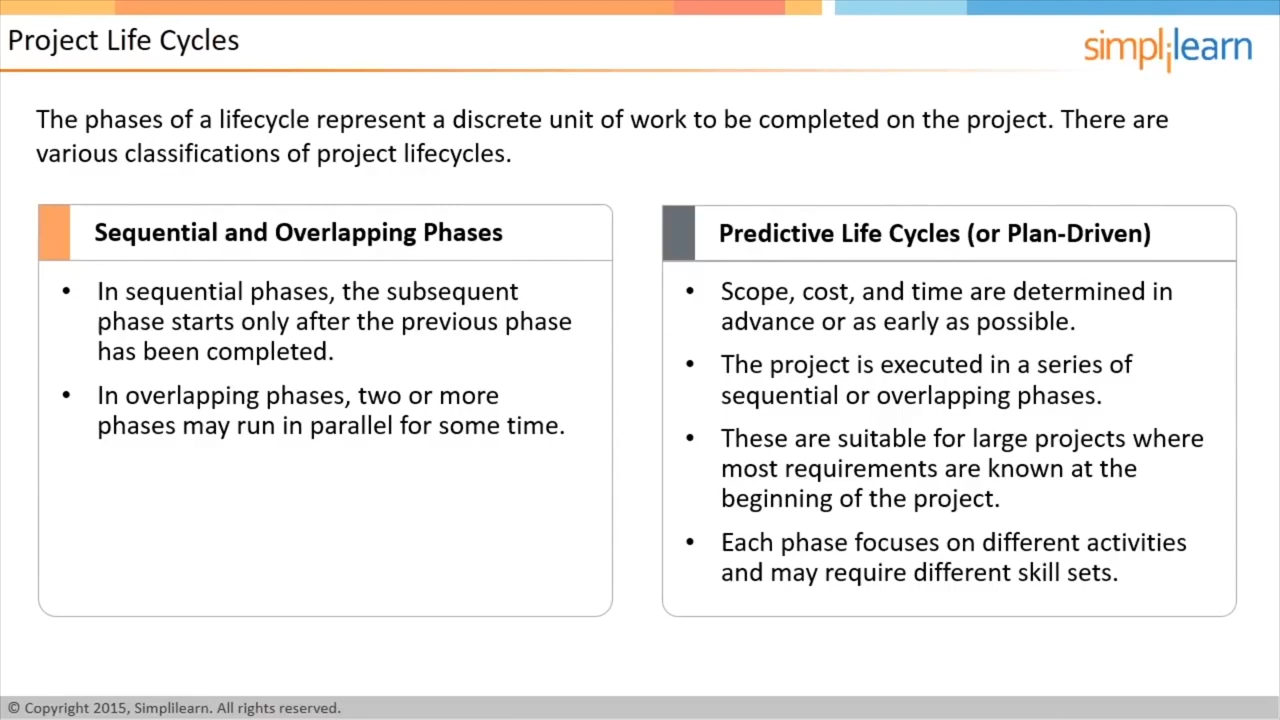 Project Life Cycles
simplilearn
The phases of a lifecycle represent a discrete unit of work to be completed on the project. There are
various classifications of project lifecycles.
Sequential and Overlapping Phases
• In sequential phases, the subsequent
phase starts only after the previous phase
has been completed.
• In overlapping phases, two or more
phases may run in parallel for some time.
Predictive Life Cycles (or Plan-Driven)
• Scope, cost, and time are determined in
advance or as early as possible.
• The project is executed in a series of
sequential or overlapping phases.
• These are suitable for large projects where
most requirements are known at the
beginning of the project.
• Each phase focuses on different activities
and may require different skill sets.
© Copyright 2015, Simplilearn. All rights reserved.